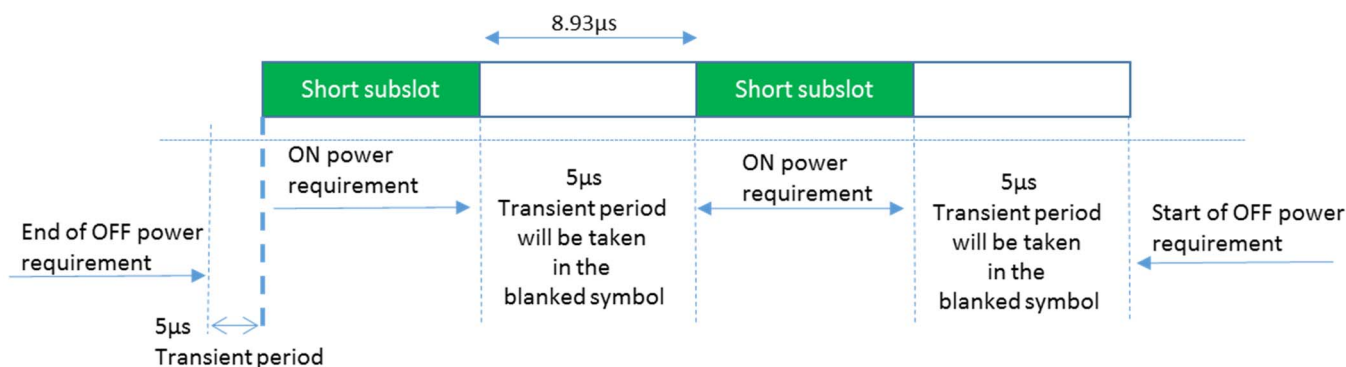 8.93µs
Short subslot
Short subslot
ON power
requirement
5µs
Transient period
will be taken
in the
blanked symbol
ON power
requirement
5µs
Transient period
will be taken
in the
blanked symbol
End of OFF power
requirement
Start of OFF power
requirement
5µs
Transient period